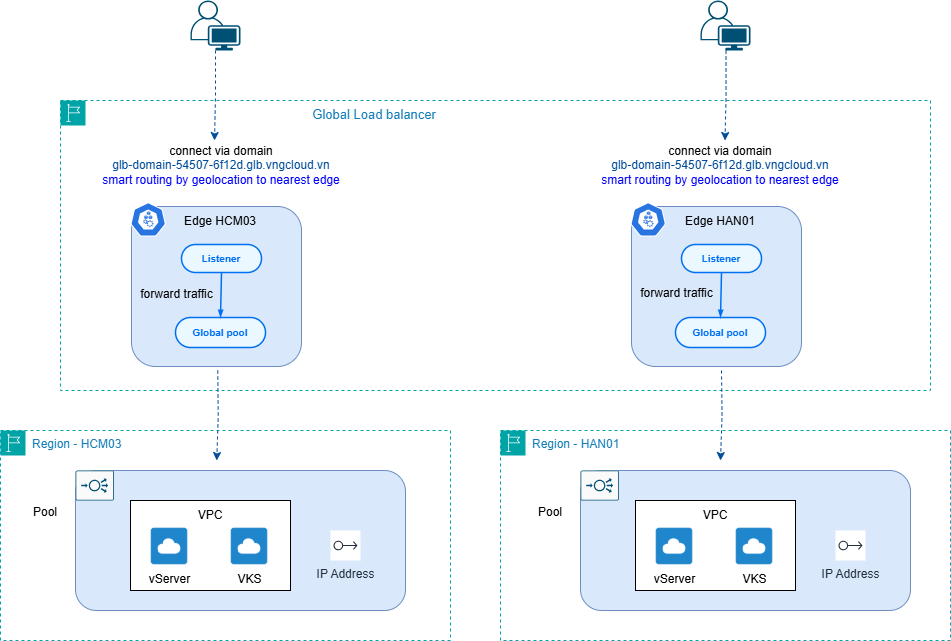 Global Load balancer
connect via domain
glb-domain-54507-6f12d.glb.vngcloud.vn
smart routing by geolocation to nearest edge
connect via domain
glb-domain-54507-6f12d.glb.vngcloud.vn
smart routing by geolocation to nearest edge
Edge HCM03
Listener
forward traffic
Global pool
Edge HAN01
Listener
forward traffic
Global pool
Region - HCM03
Pool
VPC
vServer
VKS
IP Address
Region - HAN01
Pool
VPC
vServer
VKS
IP Address